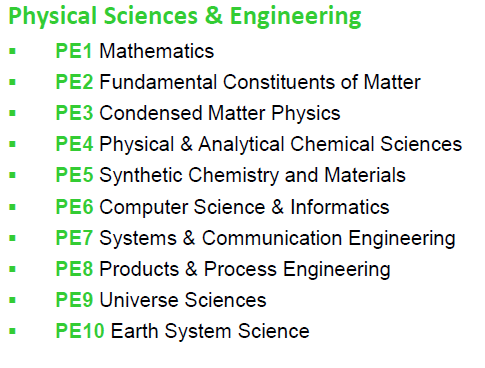 Physical Sciences & Engineering
▪ PE1 Mathematics
▪ PE2 Fundamental Constituents of Matter
▪ PE3 Condensed Matter Physics
▪ PE4 Physical & Analytical Chemical Sciences
▪ PE5 Synthetic Chemistry and Materials
▪ PE6 Computer Science & Informatics
▪ PE7 Systems & Communication Engineering
▪ PE8 Products & Process Engineering
▪ PE9 Universe Sciences
▪ PE10 Earth System Science